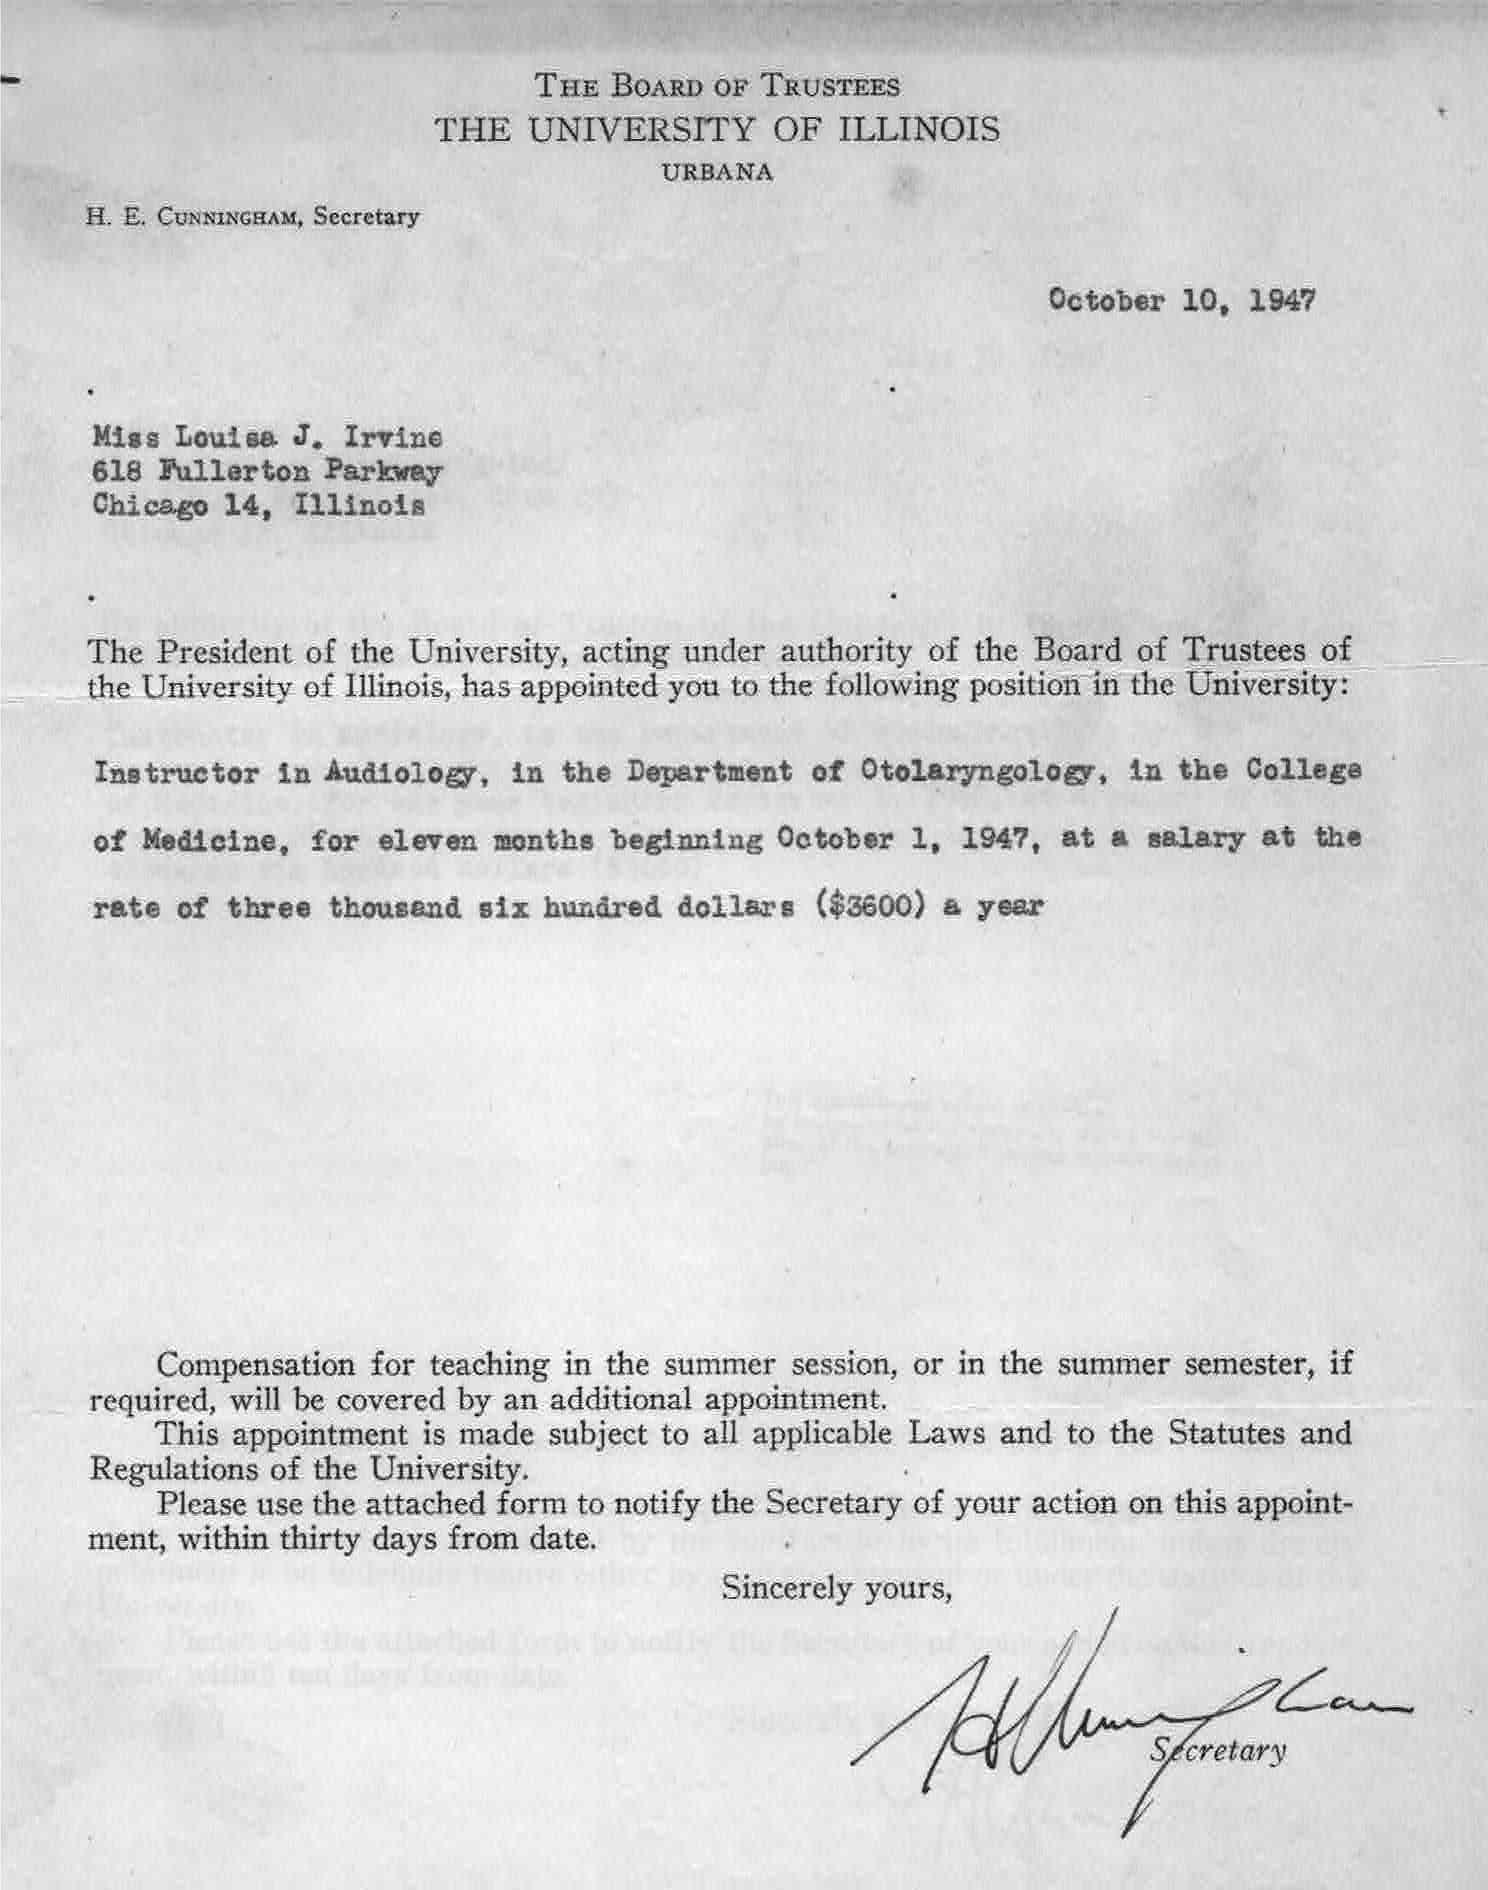 THE BOARD OF TRUSTEES
THE UNIVERSITY OF ILLINOIS
URBANA
H. E. CUNNINGHAM, Secretary
October 10, 1947
Miss Louisa J. Irvine
618 Fullerton Parkway
Chicago 14, Illinois
The President of the University, acting under authority of the Board of Trustees of
the University of Illinois, has appointed you to the following position in the University:
Instructor in Audiology, in the Department of Otolaryngology, in the College
of Medicine, for eleven months beginning October 1, 1947, at a salary at the
rate of three thousand six hundred dollars ($3600) a year
Compensation for teaching in the summer session, or in the summer semester, if
required, will be covered by an additional appointment.
This appointment is made subject to all applicable Laws and to the Statutes and
Regulations of the University.
Please use the attached form to notify the Secretary of your action on this appoint-
ment, within thirty days from date.
Sincerely yours,
H E Cunningham
Secretary